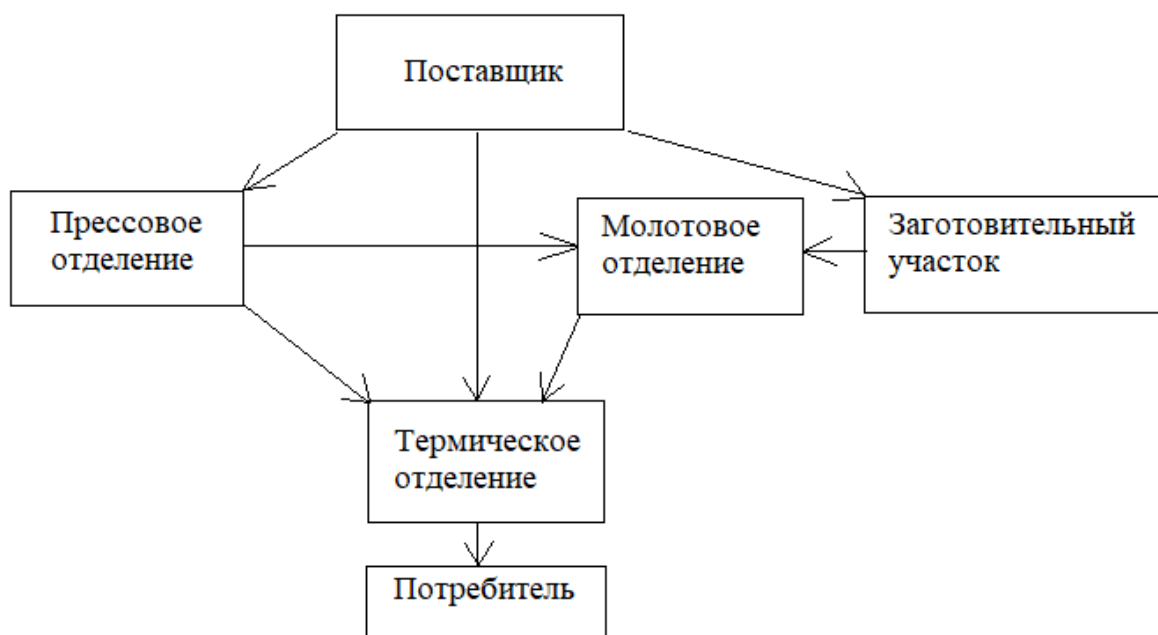 Поставщик
Прессовое
отделение
Молотовое
отделение
Заготовительный
участок
Термическое
отделение
Потребитель